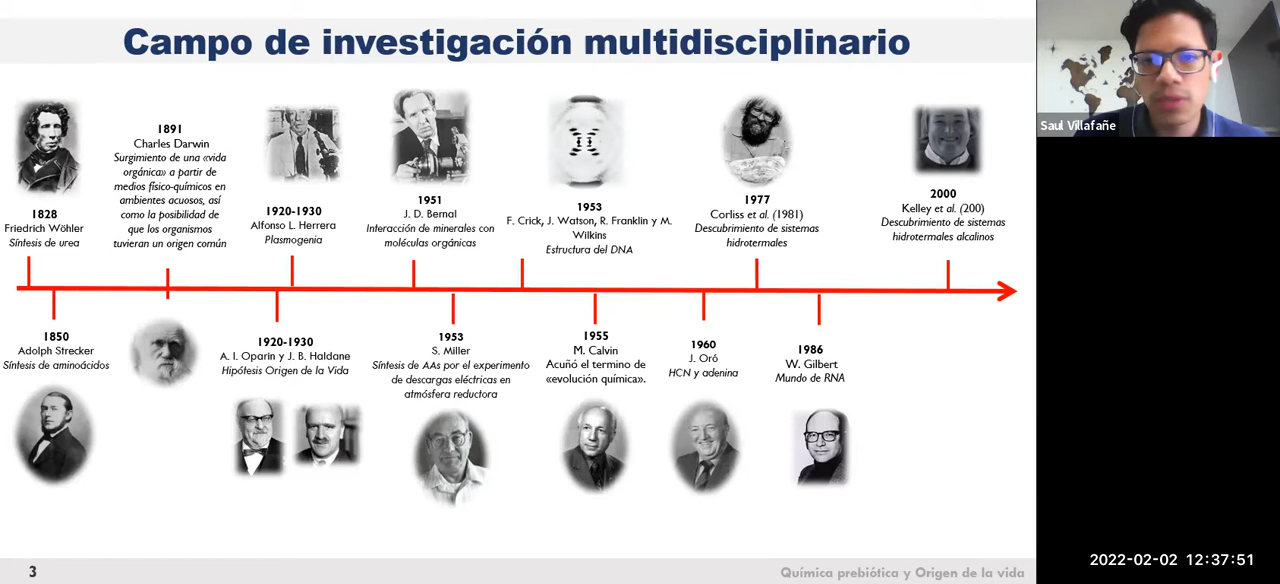 Campo de investigación multidisciplinario
1828
Friedrich Wöhler
Síntesis de urea
1891
Charles Darwin
Surgimiento de una «vida
orgánica» a partir de
medios físico-químicos en
ambientes acuosos, así
como la posibilidad de
que los organismos
tuvieran un origen común
1920-1930
Alfonso L. Herrera
Plasmogenia
1951
J. D. Bernal
Interacción de minerales con
moléculas orgánicas
1953
F. Crick, J. Watson, R. Franklin y M.
Wilkins
Estructura del DNA
1977
Corliss et al. (1981)
Descubrimiento de sistemas
hidrotermales
2000
Kelley et al. (200)
Descubrimiento de sistemas
hidrotermales alcalinos
1850
Adolph Strecker
Síntesis de aminoácidos
1920-1930
A. I. Oparin y J. B. Haldane
Hipótesis Origen de la Vida
1953
S. Miller
Síntesis de AAs por el experimento
de descargas eléctricas en
atmósfera reductora
1955
M. Calvin
Acuñó el termino de
«evolución química».
1960
J. Oró
HCN y adenina
1986
W. Gilbert
Mundo de RNA
3
Química prebiótica y Origen de la vida
Saul Villafañe
2022-02-02 12:37:51